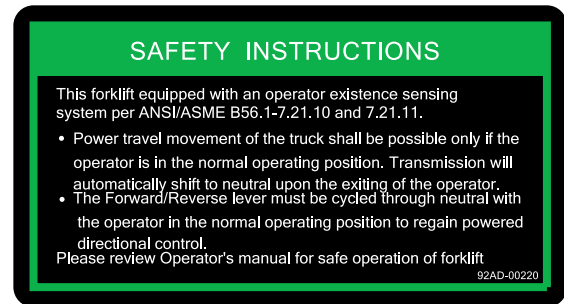 SAFETY INSTRUCTIONS
This forklift equipped with an operator existence sensing
system per ANSI/ASME B56.1-7.21.10 and 7.21.11.
• Power travel movement of the truck shall be possible only if the
operator is in the normal operating position. Transmission will
automatically shift to neutral upon the exiting of the operator.
• The Forward/Reverse lever must be cycled through neutral with
the operator in the normal operating position to regain powered
directional control.
Please review Operator's manual for safe operation of forklift
92AD-00220